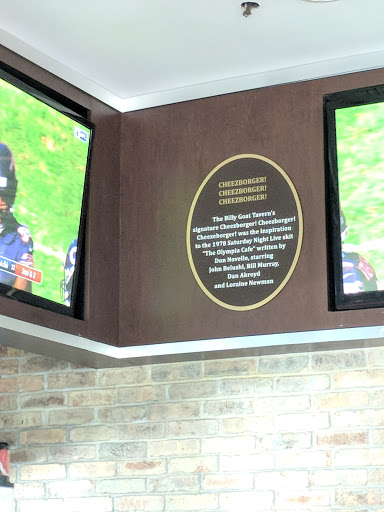 CHEEZBORGER!
CHEEZBORGER!
CHEEZBORGER!
The Billy Goat Tavern's
signature Cheezborger! Cheezborger!
Cheezeborger! was the inspiration
to the 1978 Saturday Night Live skit
"The Olympia Cafe" written by
Don Novello, starring
John Belushi, Bill Murray,
Dan Akroyd
and Loraine Newman